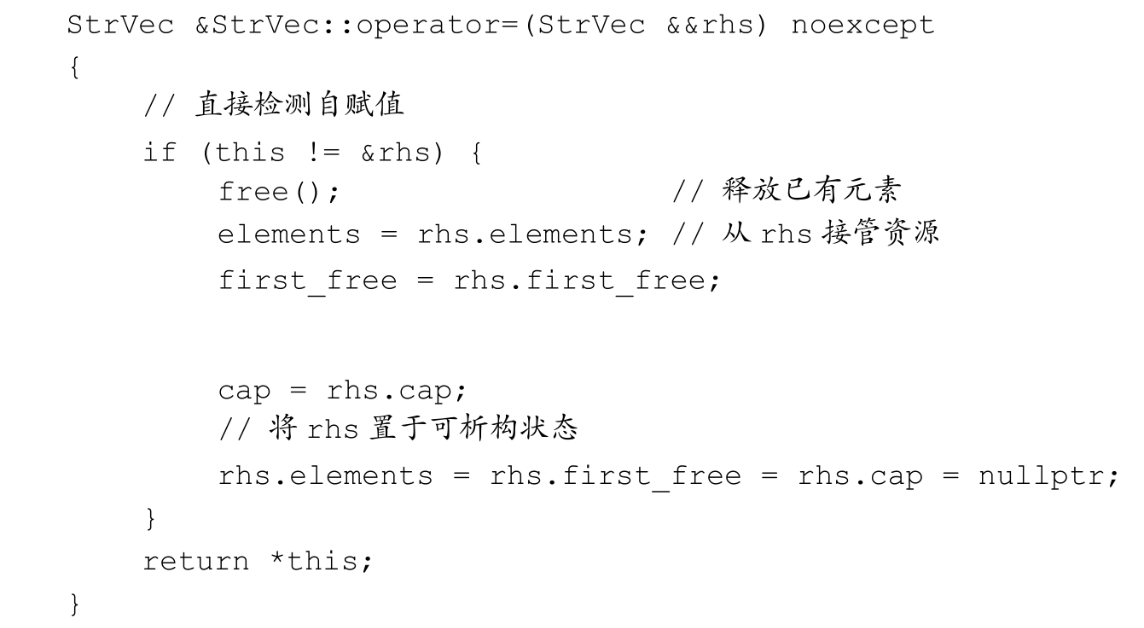 StrVec &StrVec::operator=(StrVec &&rhs) noexcept
{
    // 直接检测自赋值
    if (this != &rhs) {
        free();                  // 释放已有元素
        elements = rhs.elements; // 从 rhs 接管资源
        first_free = rhs.first_free;
        cap = rhs.cap;
        // 将 rhs 置于可析构状态
        rhs.elements = rhs.first_free = rhs.cap = nullptr;
    }
    return *this;
}